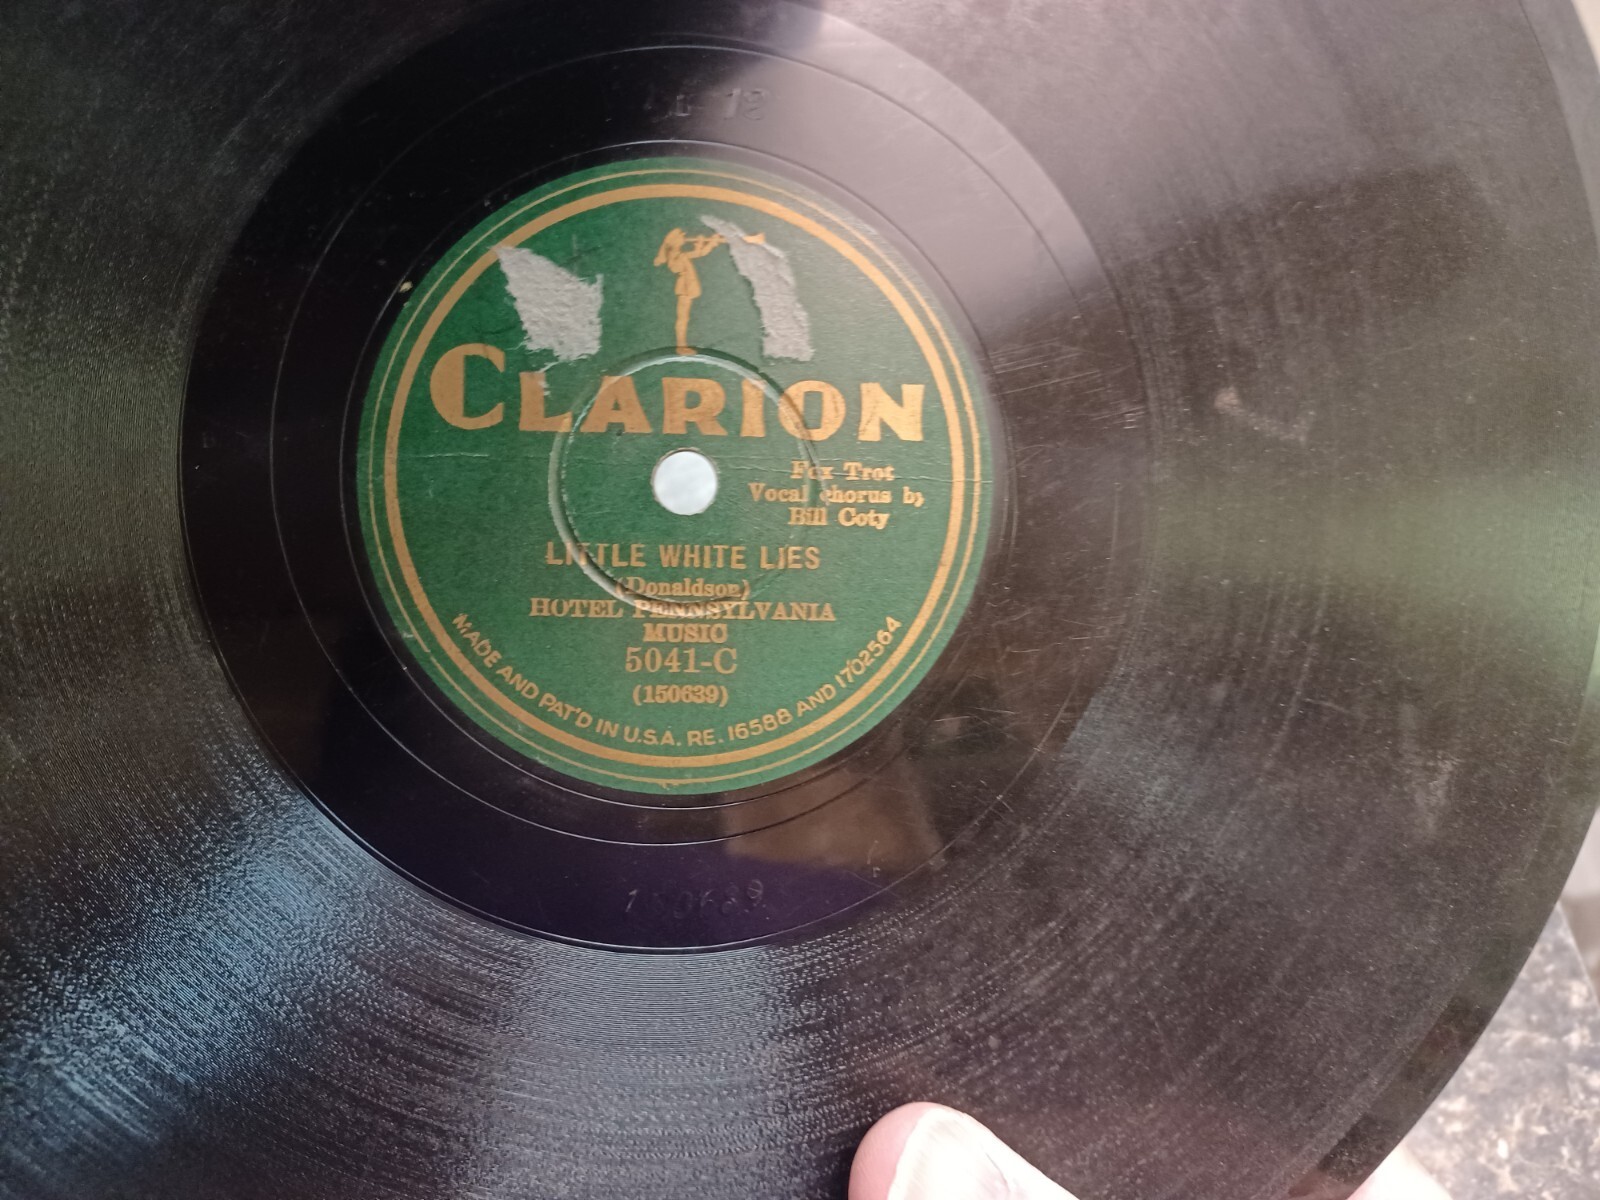 CLARION
Fox Trot
Vocal chorus by
Bill Coty
LITTLE WHITE LIES
(Donaldson)
HOTEL PENNSYLVANIA
MUSIC
5041-C
(150639)
MADE AND PAT'D IN U.S.A. RE. 16588 AND 1702564
150639